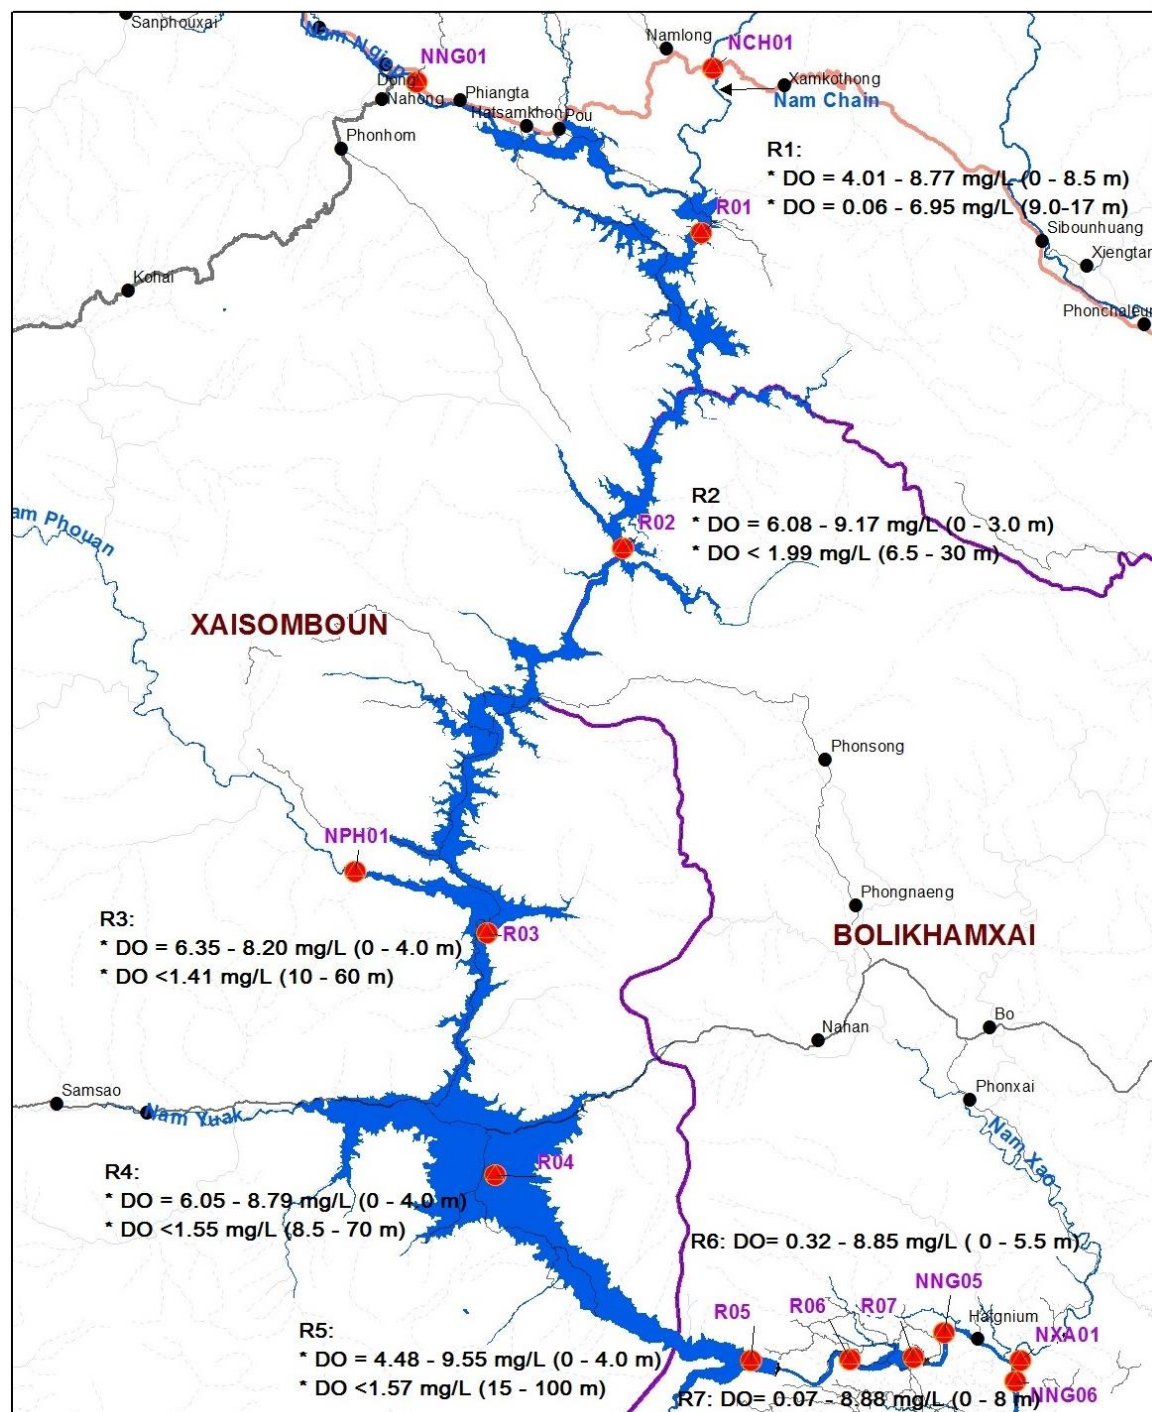 Sanphouxai
Nam Ngiep
Namlong
NCH01
NNG01
Xamkothong
Dong
Nahong
Phiangta
Nam Chain
Hatsamkhon
Pou
Phonhom
R1:
* DO = 4.01 - 8.77 mg/L (0 - 8.5 m)
* DO = 0.06 - 6.95 mg/L (9.0-17 m)
R01
Sibounhuang
Xiengtar
Kohai
R2
* DO = 6.08 - 9.17 mg/L (0 - 3.0 m)
* DO < 1.99 mg/L (6.5 - 30 m)
R02
am Phouan
XAISOMBOUN
Phonsong
NPH01
Phongnaeng
R3:
* DO = 6.35 - 8.20 mg/L (0 - 4.0 m)
* DO <1.41 mg/L (10 - 60 m)
R03
BOLIKHAMXAI
Bo
Nahan
Samsao
Nam Yuak
Phonxai
Nam Xao
R4:
* DO = 6.05 - 8.79 mg/L (0 - 4.0 m)
* DO <1.55 mg/L (8.5 - 70 m)
R04
R6: DO= 0.32 - 8.85 mg/L ( 0 - 5.5 m)
NNG05
R05
R06
R07
Hatgnium
NXA01
R5:
* DO = 4.48 - 9.55 mg/L (0 - 4.0 m)
* DO <1.57 mg/L (15 - 100 m)
NNG06
R7: DO= 0.07 - 8.88 mg/L (0 - 8 m)